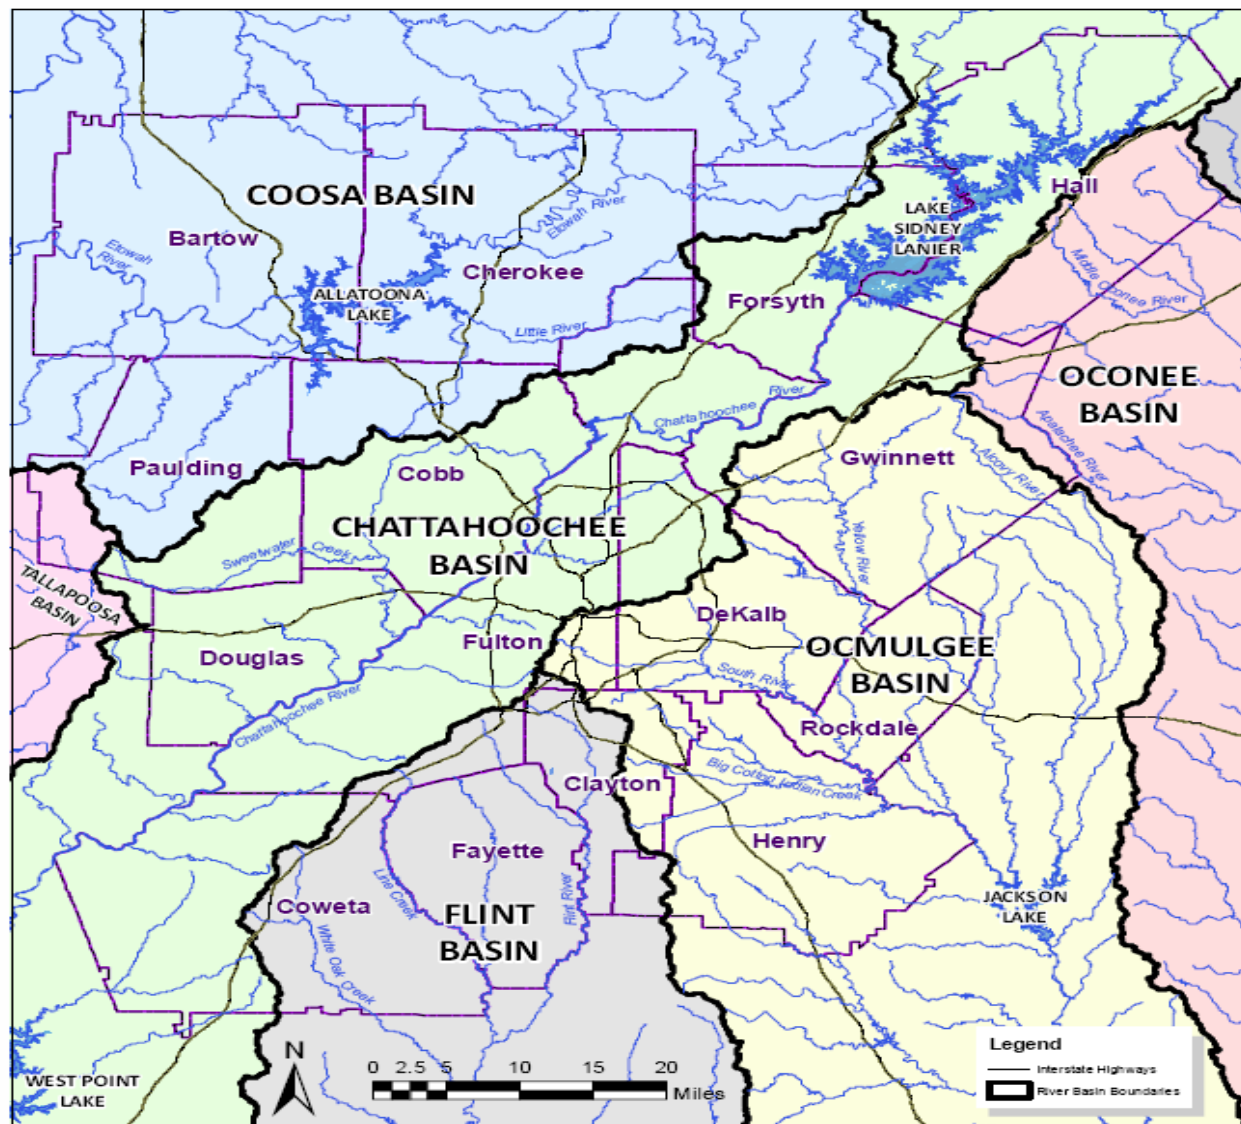 COOSA BASIN
Bartow
Etowah
River
Etowah River
Cherokee
ALLATOONA
LAKE
Little River
LAKE
SIDNEY
LANIER
Hall
Forsyth
Middle Oconee River
OCONEE
BASIN
Chattahoochee
River
Apalachee River
Paulding
Cobb
Gwinnett
Alcovy River
CHATTAHOOCHEE
BASIN
Sweetwater
Creek
Yellow River
TALLAPOOSA
BASIN
DeKalb
Fulton
OCMULGEE
BASIN
Douglas
South River
Chattahoochee River
Rockdale
Clayton
Big Cotton Indian Creek
Henry
Fayette
Line Creek
Flint River
Coweta
FLINT
BASIN
White Oak Creek
JACKSON
LAKE
WEST POINT
LAKE
N
0 2.5 5 10 15 20
Miles
Legend
Interstate Highways
River Basin Boundaries